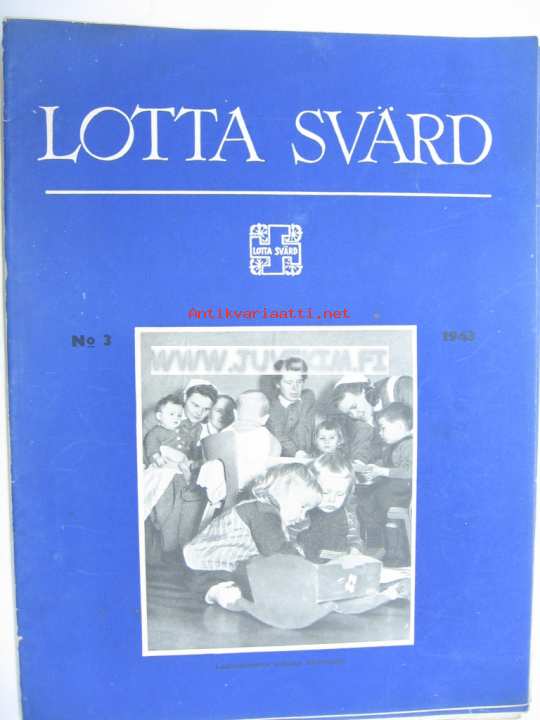 LOTTA SVÄRD
LOTTA SVÄRD
Antikvariaatti.net
No 3
1943
WWW.JUVEKIM.FI